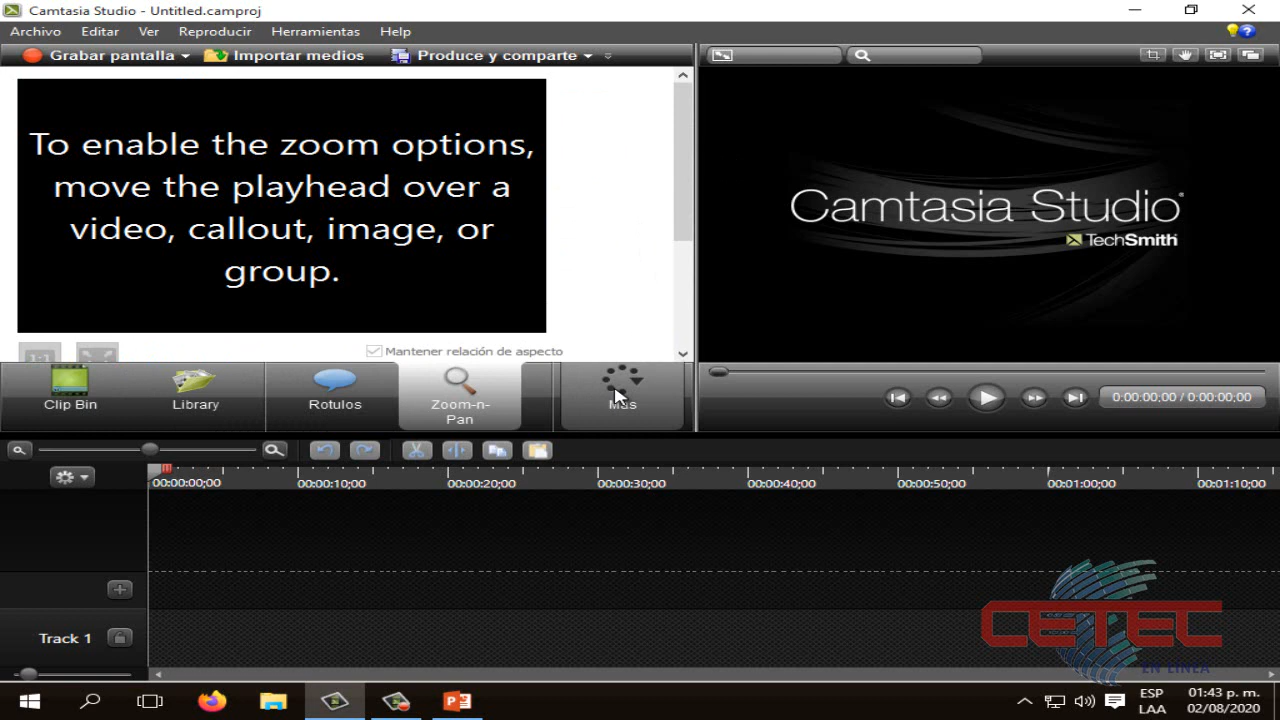 Camtasia Studio - Untitled.camproj
Archivo Editar Ver Reproducir Herramientas Help
Grabar pantalla Importar medios Produce y comparte
To enable the zoom options,
move the playhead over a
video, callout, image, or
group.
Camtasia Studio®
TechSmith
1:1
Mantener relación de aspecto
Clip Bin
Library
Rotulos
Zoom-n-
Pan
Más
0:00:00;00 / 0:00:00;00
00:00:00;00 00:00:10;00 00:00:20;00 00:00:30;00 00:00:40;00 00:00:50;00 00:01:00;00 00:01:10;00
Track 1
CETEC
EN LINEA
ESP
LAA
01:43 p. m.
02/08/2020